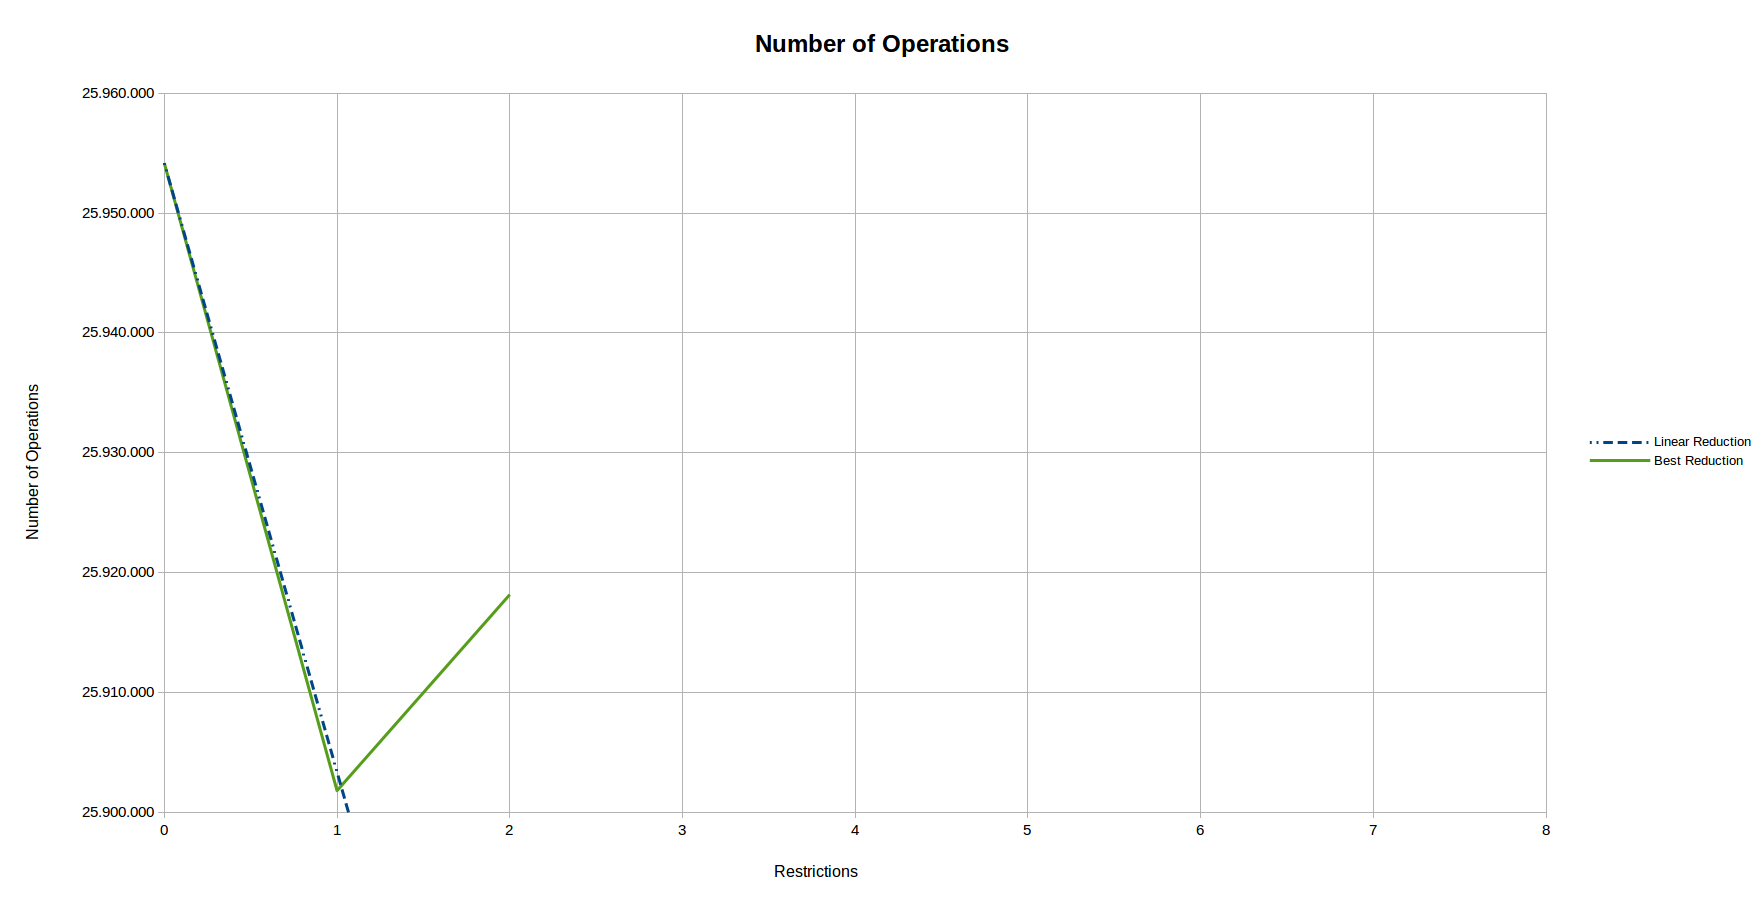 Number of Operations
25.960.000
25.950.000
25.940.000
25.930.000
25.920.000
25.910.000
25.900.000
Number of Operations
0 1 2 3 4 5 6 7 8
Restrictions
Linear Reduction
Best Reduction